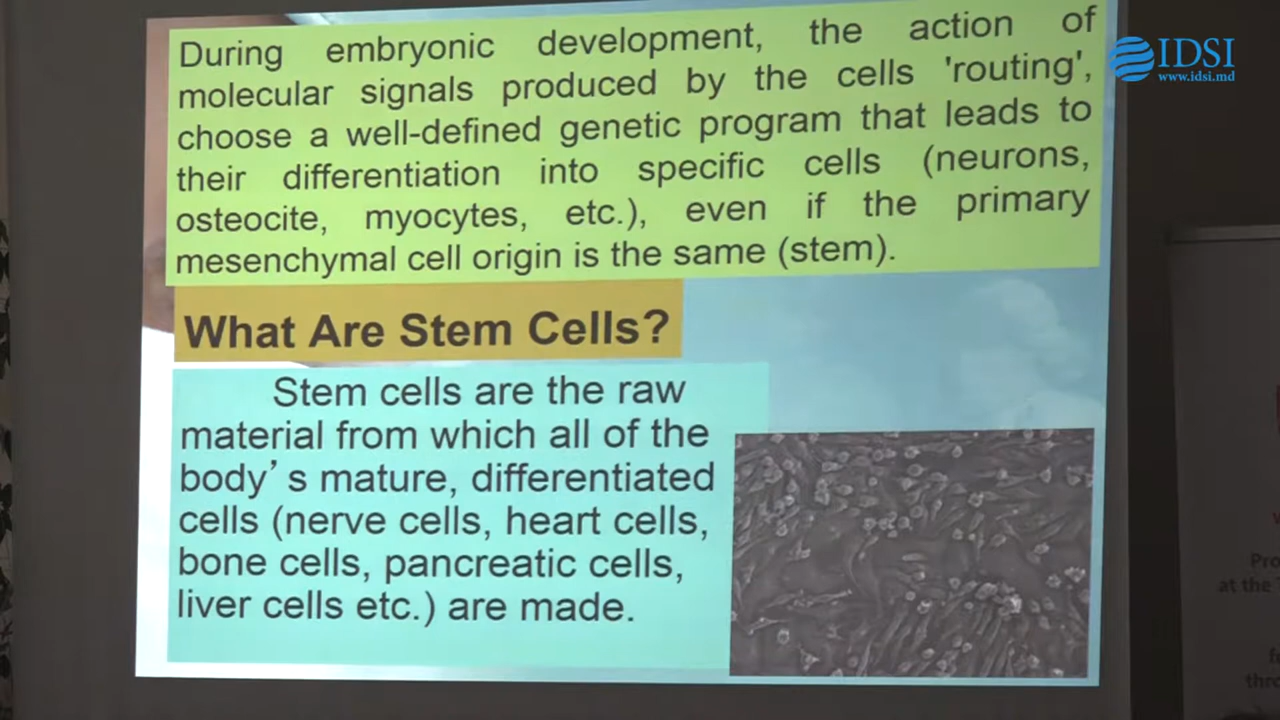 During embryonic development, the action of
molecular signals produced by the cells 'routing',
choose a well-defined genetic program that leads to
their differentiation into specific cells (neurons,
osteocite, myocytes, etc.), even if the primary
mesenchymal cell origin is the same (stem).
What Are Stem Cells?
Stem cells are the raw
material from which all of the
body's mature, differentiated
cells (nerve cells, heart cells,
bone cells, pancreatic cells,
liver cells etc.) are made.
IDSI
www.idsi.md
at the